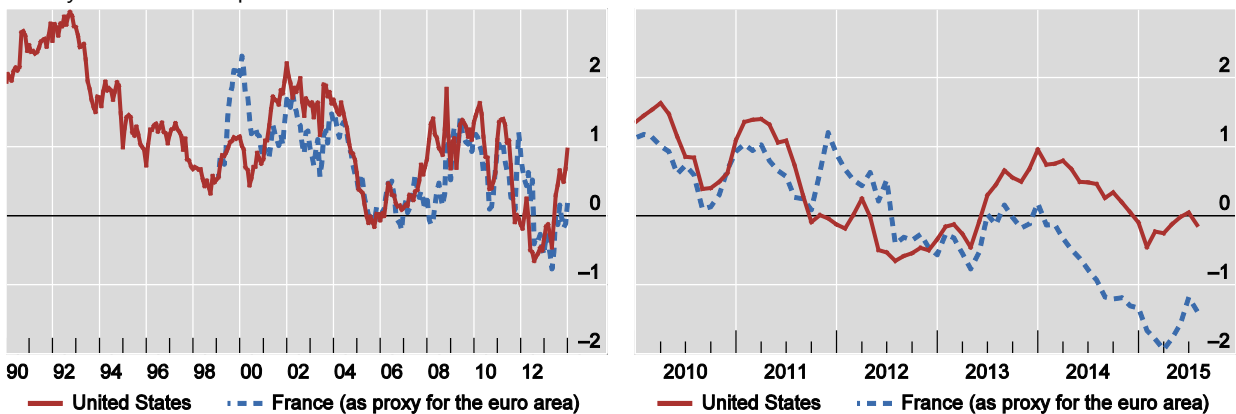 2 2
1 1
0 0
–1 –1
–2 –2
90 92 94 96 98 00 02 04 06 08 10 12 2010 2011 2012 2013 2014 2015
United States France (as proxy for the euro area) United States France (as proxy for the euro area)